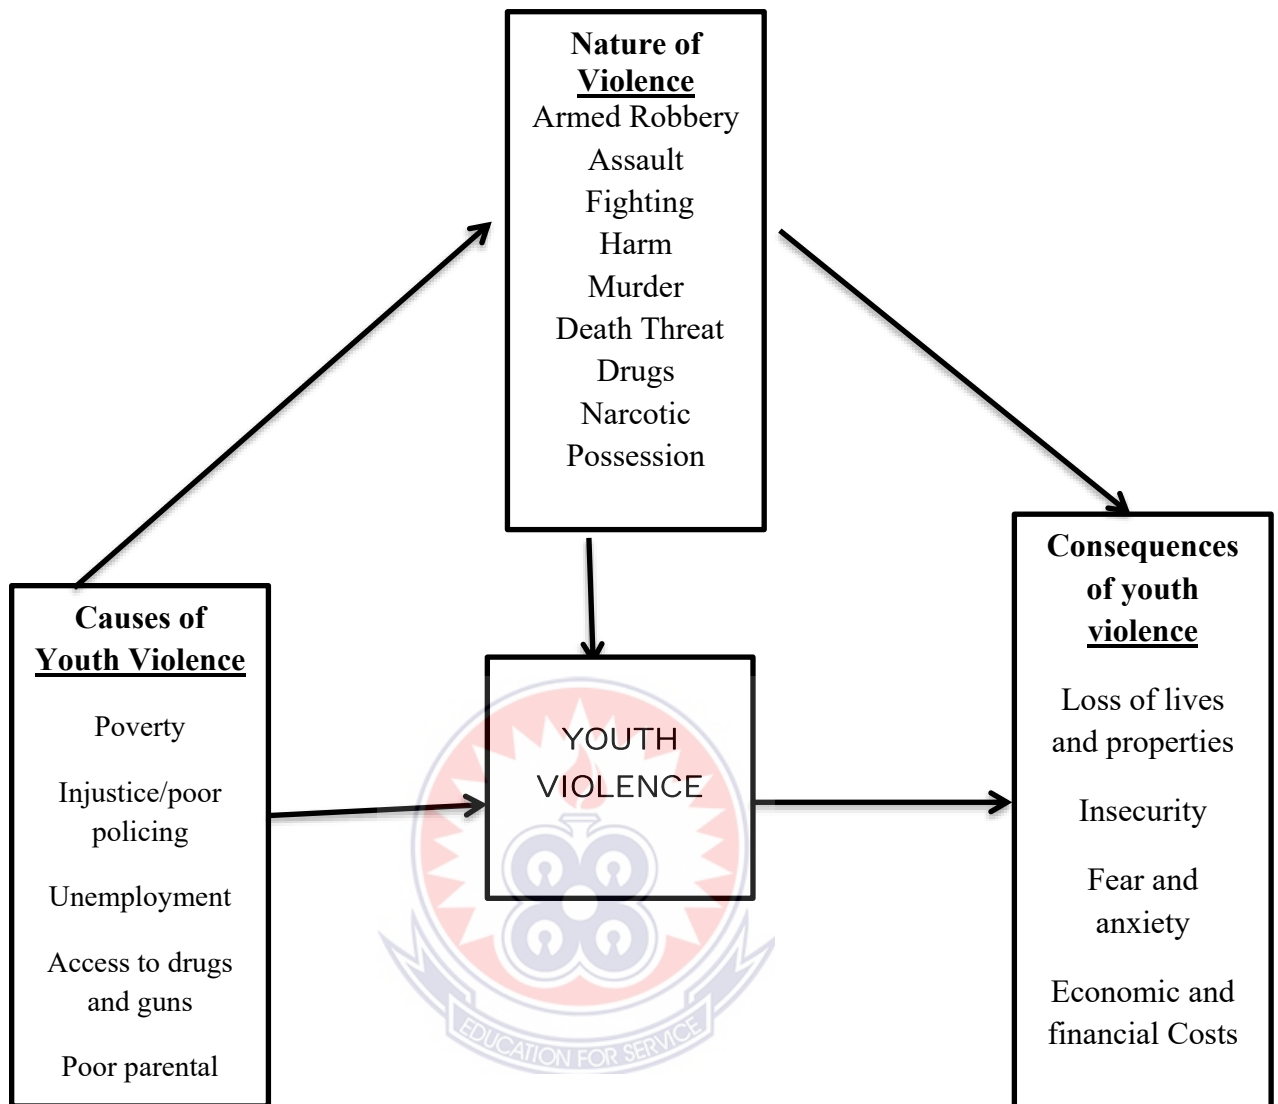 Nature of
Violence
Armed Robbery
Assault
Fighting
Harm
Murder
Death Threat
Drugs
Narcotic
Possession
Causes of
Youth Violence
Poverty
Injustice/poor
policing
Unemployment
Access to drugs
and guns
Poor parental
YOUTH
VIOLENCE
EDUCATION FOR SERVICE
Consequences
of youth
violence
Loss of lives
and properties
Insecurity
Fear and
anxiety
Economic and
financial Costs